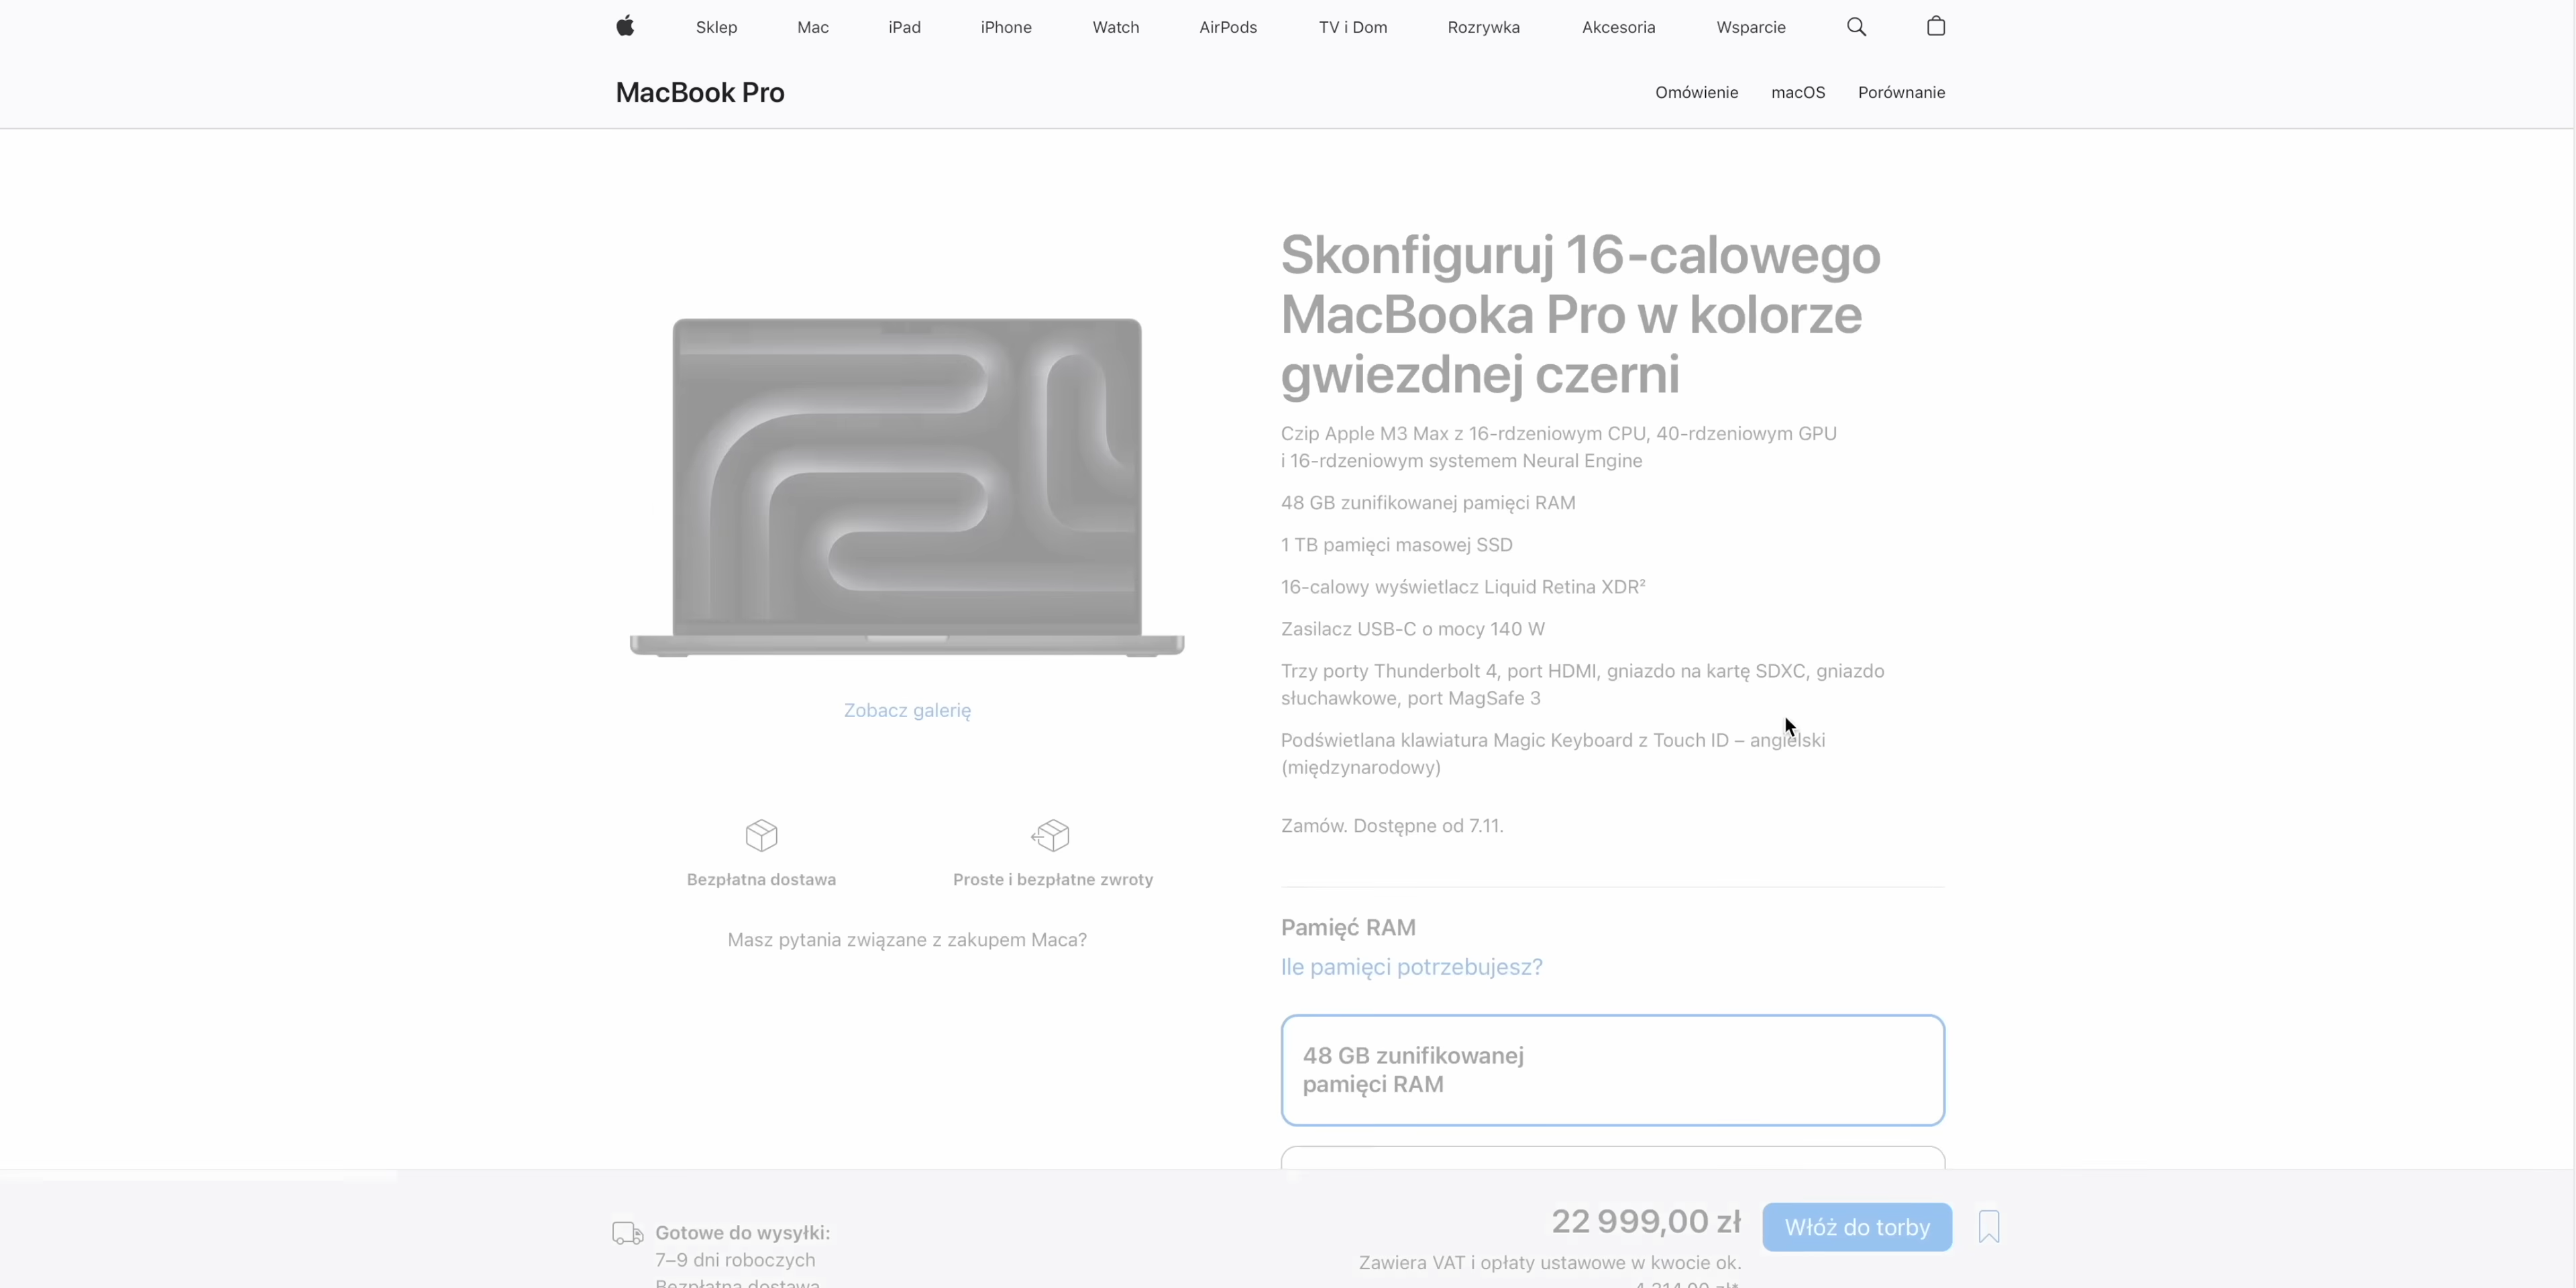 Sklep Mac iPad iPhone Watch AirPods TV i Dom Rozrywka Akcesoria Wsparcie
MacBook Pro
Omówienie macOS Porównanie
Skonfiguruj 16-calowego
MacBooka Pro w kolorze
gwiezdnej czerni
Czip Apple M3 Max z 16-rdzeniowym CPU, 40-rdzeniowym GPU
i 16-rdzeniowym systemem Neural Engine
48 GB zunifikowanej pamięci RAM
1 TB pamięci masowej SSD
16-calowy wyświetlacz Liquid Retina XDR²
Zasilacz USB-C o mocy 140 W
Trzy porty Thunderbolt 4, port HDMI, gniazdo na kartę SDXC, gniazdo
słuchawkowe, port MagSafe 3
Podświetlana klawiatura Magic Keyboard z Touch ID – angielski
(międzynarodowy)
Zamów. Dostępne od 7.11.
Zobacz galerię
Bezpłatna dostawa
Proste i bezpłatne zwroty
Masz pytania związane z zakupem Maca?
Pamięć RAM
Ile pamięci potrzebujesz?
48 GB zunifikowanej
pamięci RAM
Gotowe do wysyłki:
7–9 dni roboczych
Bezpłatna dostawa
22 999,00 zł
Włóż do torby
Zawiera VAT i opłaty ustawowe w kwocie ok.